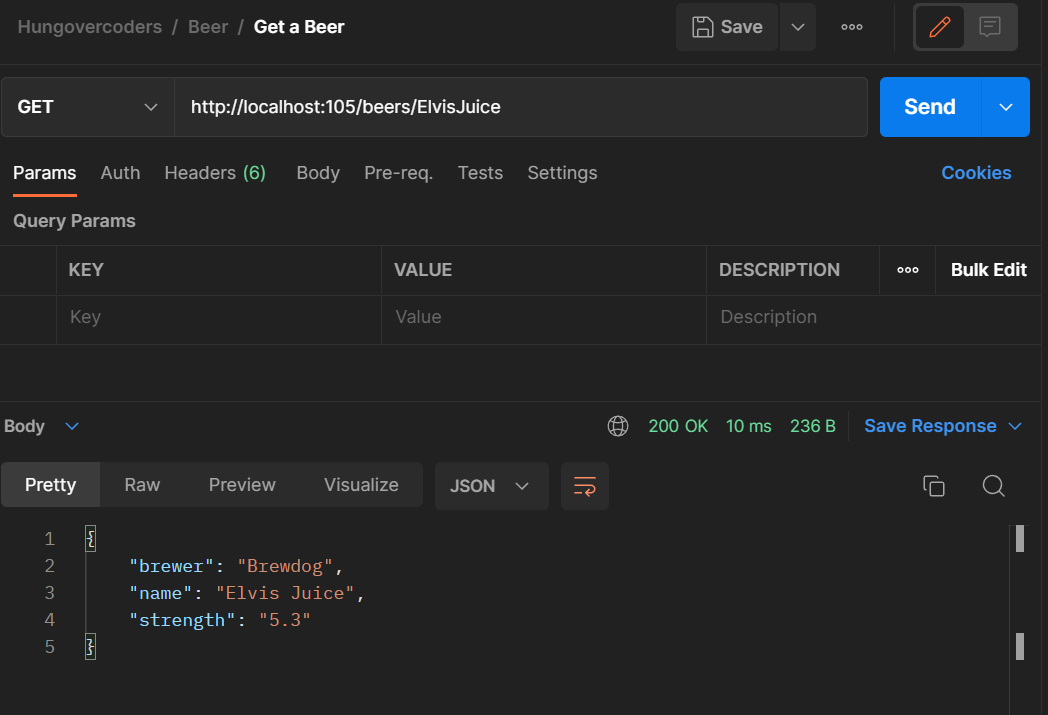 Hungovercoders / Beer / Get a Beer
Save
GET
http://localhost:105/beers/ElvisJuice
Send
Params Auth Headers (6) Body Pre-req. Tests Settings Cookies
Query Params
KEY VALUE DESCRIPTION Bulk Edit
Key Value Description
Body 200 OK 10 ms 236 B Save Response
Pretty Raw Preview Visualize JSON
1 {
2 "brewer": "Brewdog",
3 "name": "Elvis Juice",
4 "strength": "5.3"
5 }